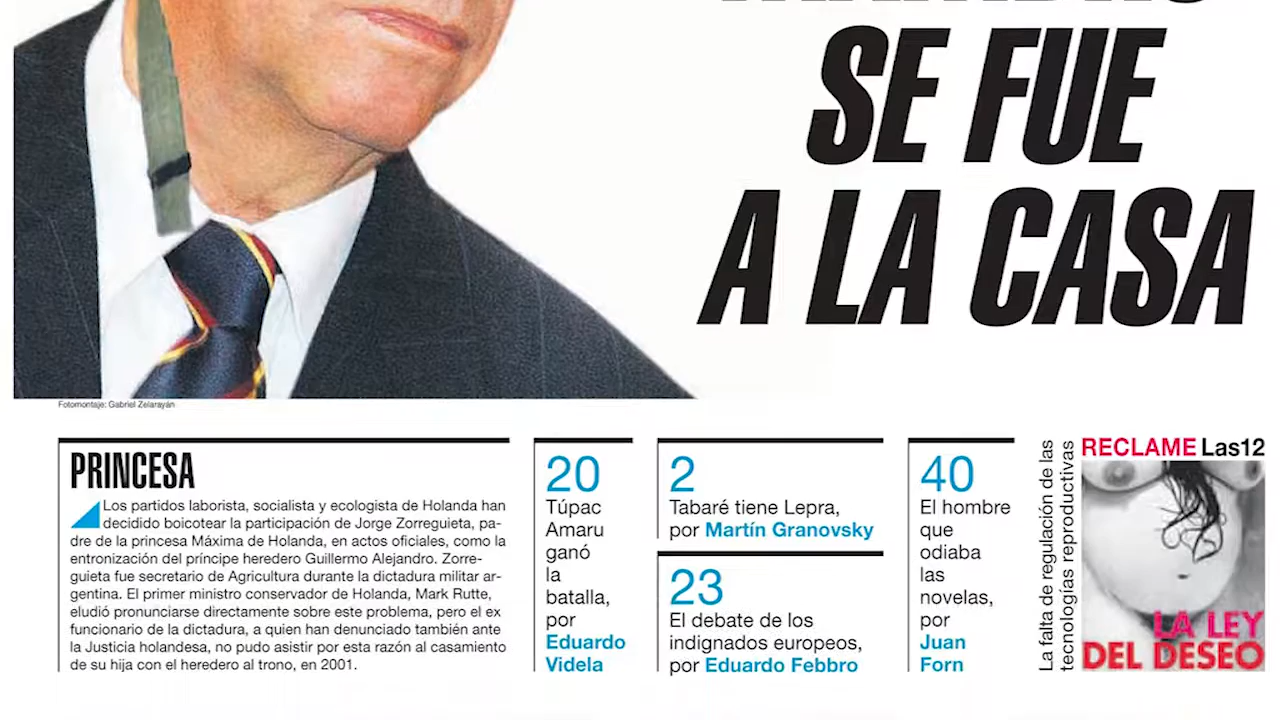 SE FUE
A LA CASA
Fotomontaje: Gabriel Zelarayán
PRINCESA
Los partidos laborista, socialista y ecologista de Holanda han
decidido boicotear la participación de Jorge Zorreguieta, pa-
dre de la princesa Máxima de Holanda, en actos oficiales, como la
entronización del príncipe heredero Guillermo Alejandro. Zorre-
guieta fue secretario de Agricultura durante la dictadura militar ar-
gentina. El primer ministro conservador de Holanda, Mark Rutte,
eludió pronunciarse directamente sobre este problema, pero el ex
funcionario de la dictadura, a quien han denunciado también ante
la Justicia holandesa, no pudo asistir por esta razón al casamiento
de su hija con el heredero al trono, en 2001.
20
Túpac
Amaru
ganó
la
batalla,
por
Eduardo
Videla
2
Tabaré tiene Lepra,
por Martín Granovsky
23
El debate de los
indignados europeos,
por Eduardo Febbro
40
El hombre
que
odiaba
las
novelas,
por
Juan
Forn
La falta de regulación de las
tecnologías reproductivas
RECLAME Las12
LA LEY
DEL DESEO